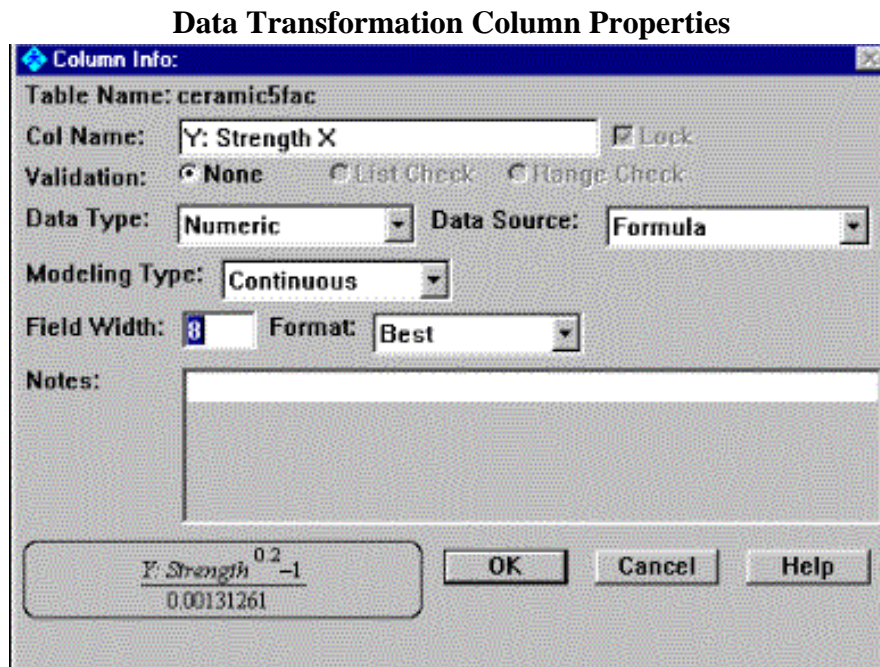 Data Transformation Column Properties
Column Info:
Table Name: ceramic5fac
Col Name: Y: Strength X Lock
Validation: None List Check Range Check
Data Type: Numeric Data Source: Formula
Modeling Type: Continuous
Field Width: 8 Format: Best
Notes:
Y: Strength^0.2 –1
0.00131261
OK Cancel Help